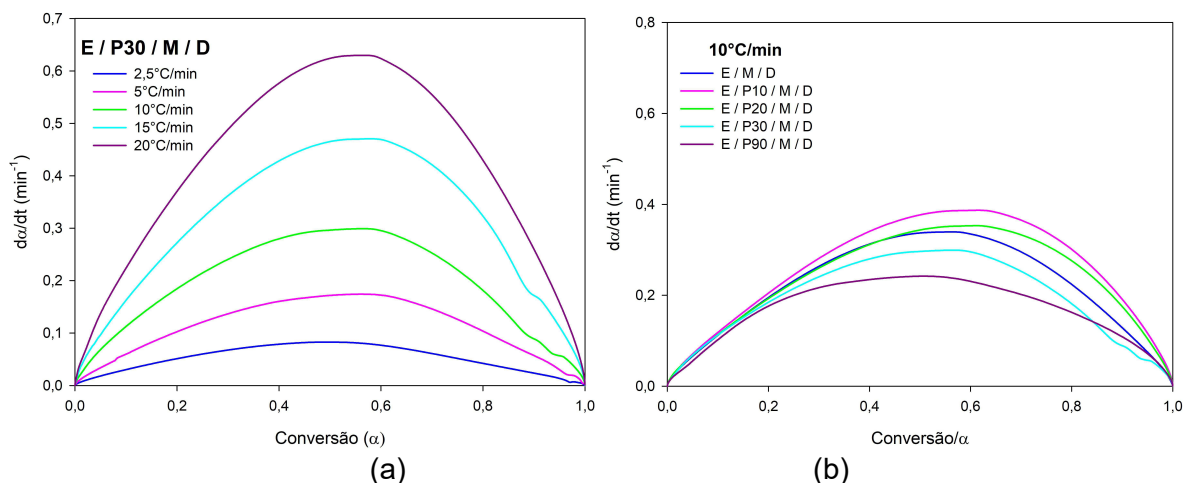 0,7
0,6
0,5
0,4
0,3
0,2
0,1
0,0
dα/dt (min⁻¹)
E / P30 / M / D
2,5°C/min
5°C/min
10°C/min
15°C/min
20°C/min
0,0 0,2 0,4 0,6 0,8 1,0
Conversão (α)
(a)
0,8
0,6
0,4
0,2
0,0
dα/dt (min⁻¹)
10°C/min
E / M / D
E / P10 / M / D
E / P20 / M / D
E / P30 / M / D
E / P90 / M / D
0,0 0,2 0,4 0,6 0,8 1,0
Conversão/α
(b)